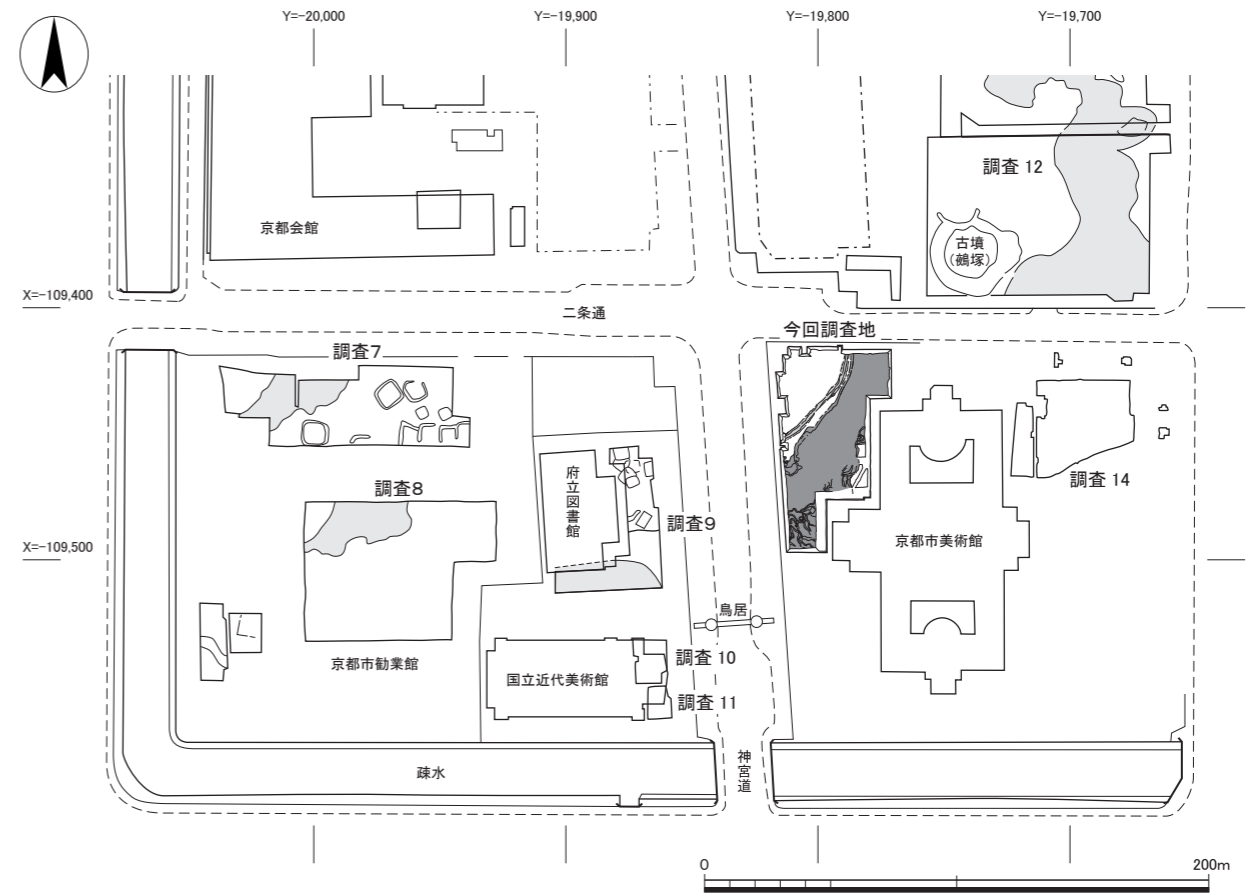 Y=-20,000
Y=-19,900
Y=-19,800
Y=-19,700
調査 12
京都会館
古墳
(鵺塚)
X=-109,400
二条通
今回調査地
調査7
調査8
府立図書館
調査9
調査 14
京都市美術館
X=-109,500
鳥居
調査 10
京都市勧業館
国立近代美術館
調査 11
疏水
神宮道
0
200m